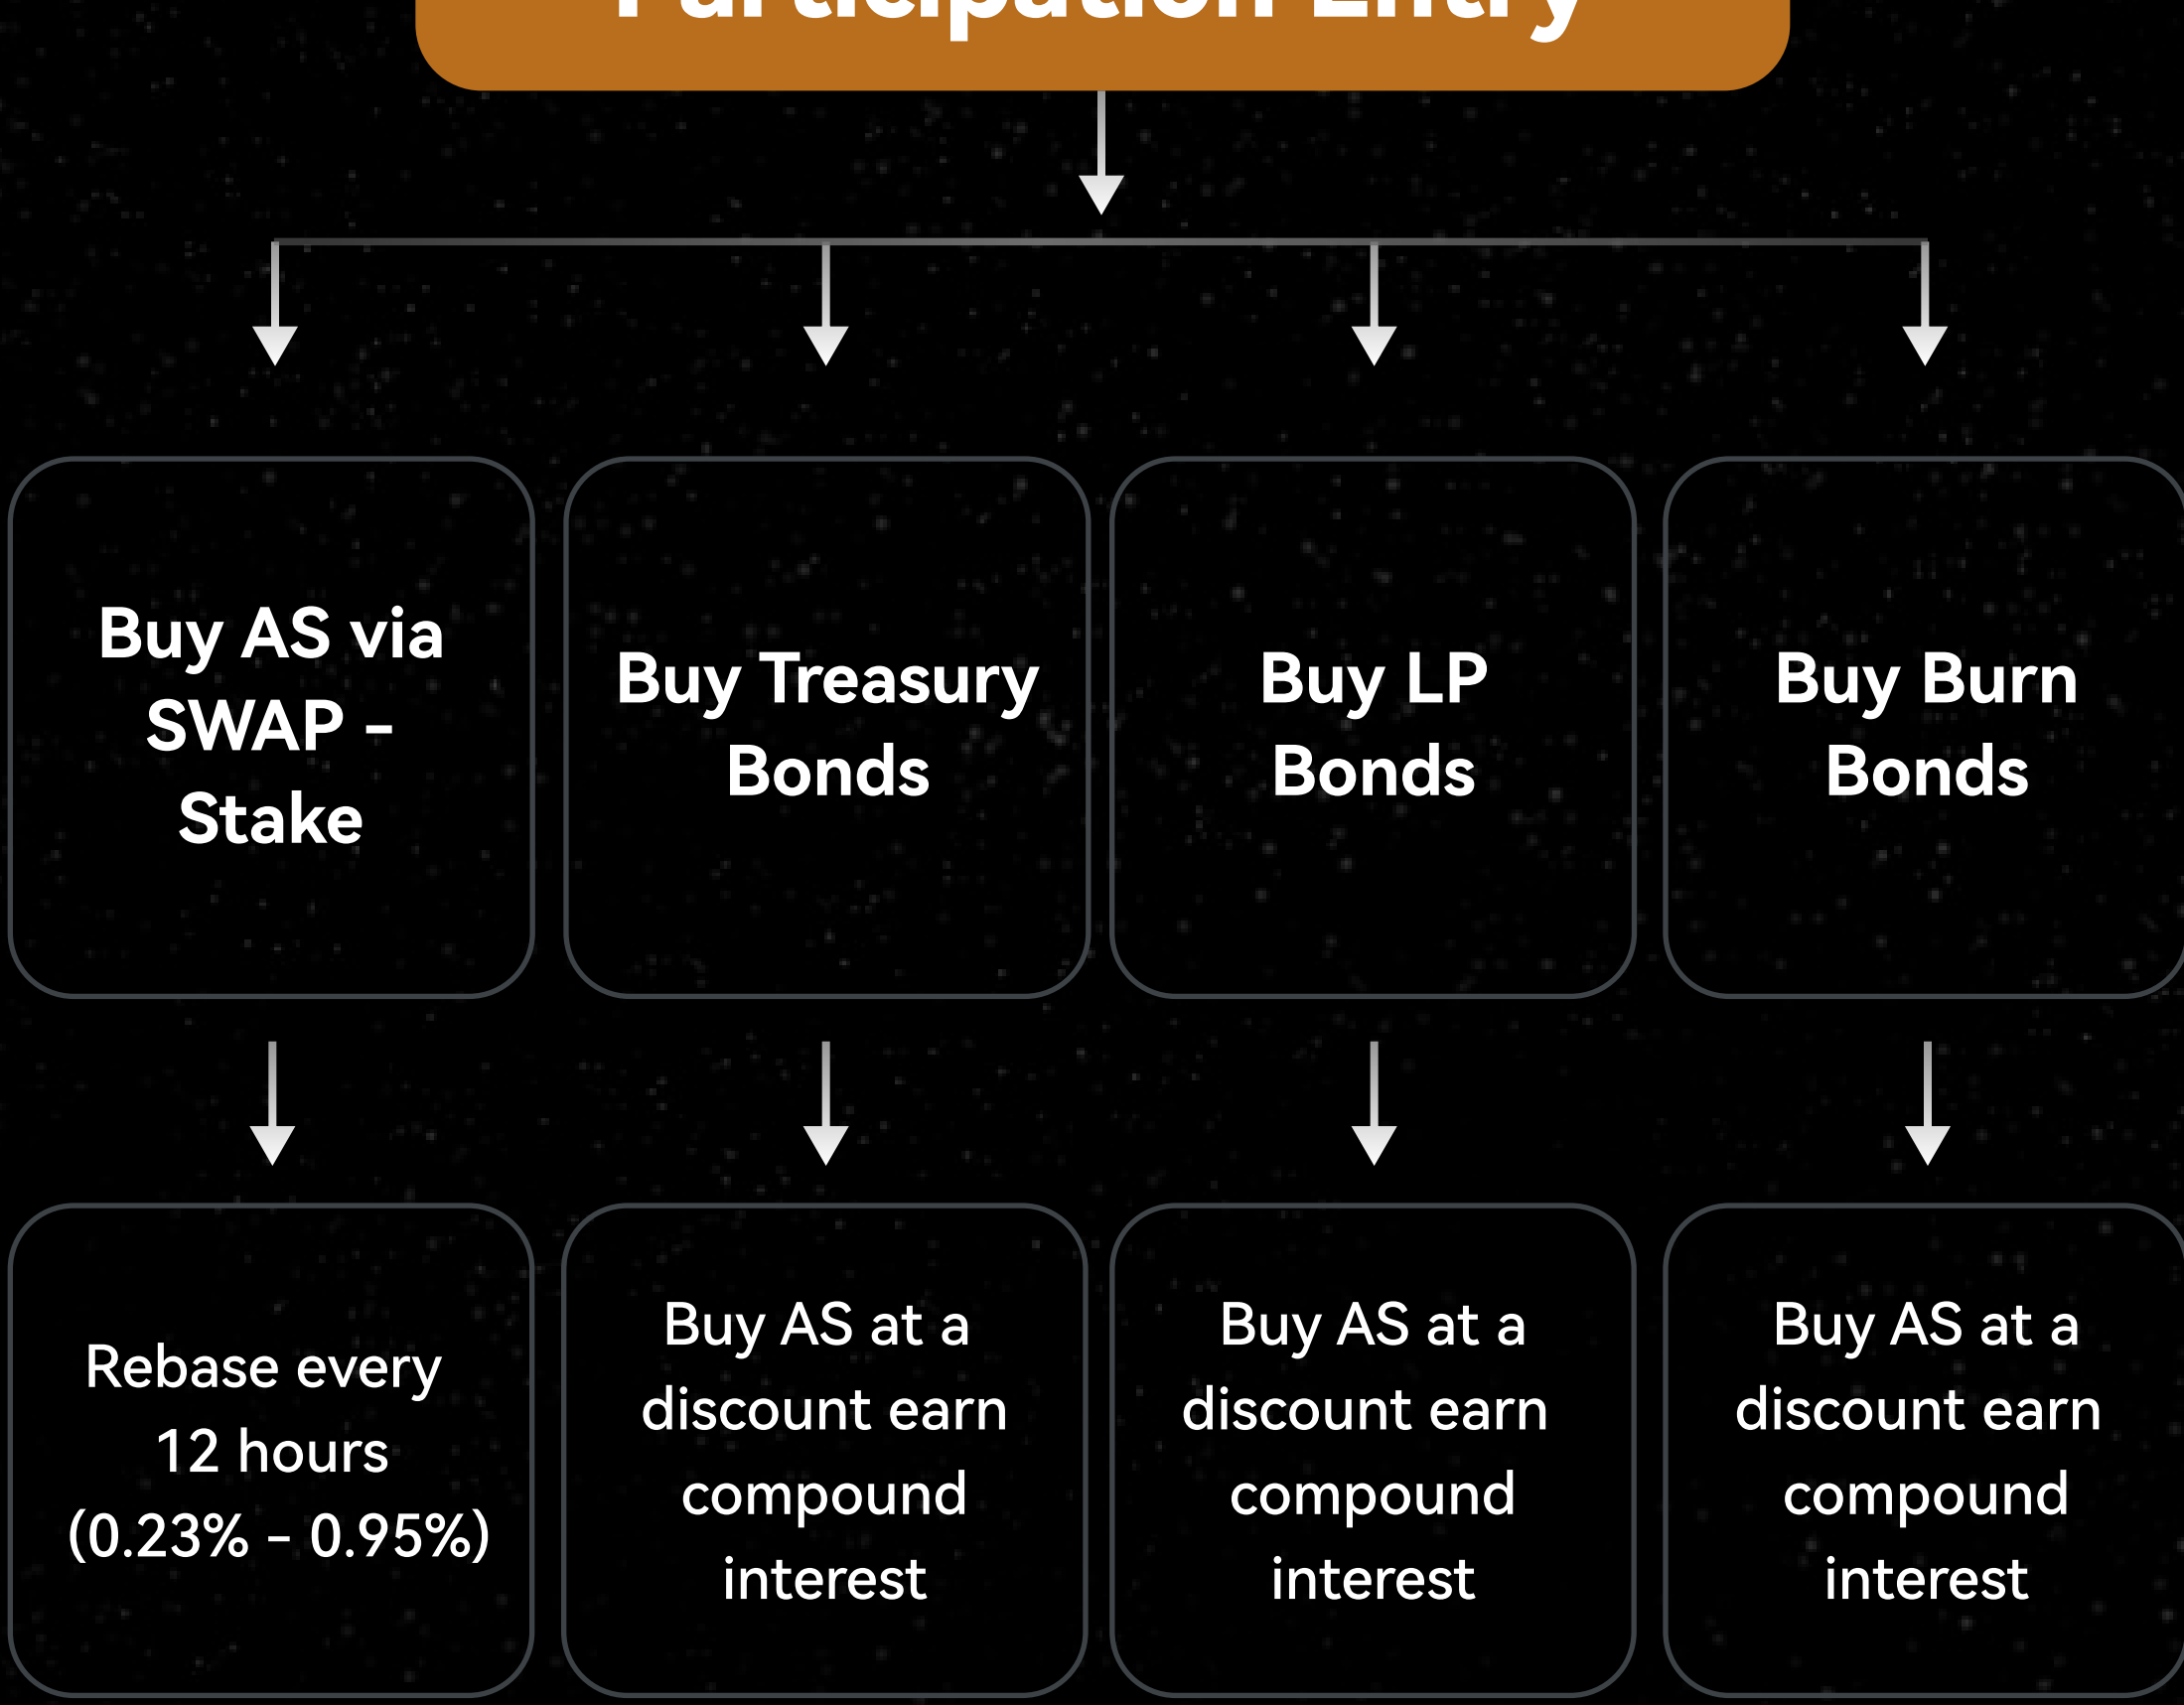 Participation Entry
Buy AS via
SWAP -
Stake
Buy Treasury
Bonds
Buy LP
Bonds
Buy Burn
Bonds
Rebase every
12 hours
(0.23% - 0.95%)
Buy AS at a
discount earn
compound
interest
Buy AS at a
discount earn
compound
interest
Buy AS at a
discount earn
compound
interest